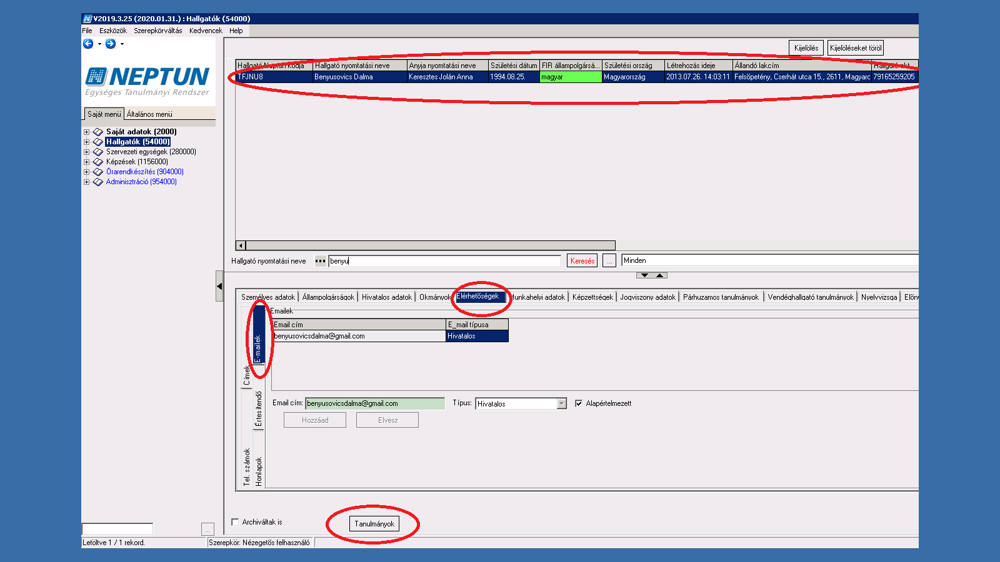 V2019.3.25 (2020.01.31.) : Hallgatók (54000)
File Eszközök Szerepkörváltás Kedvencek Help
Kijelölés Kijelöléseket töröl
NEPTUN
Egységes Tanulmányi Rendszer
Saját menü Általános menü
Saját adatok (2000)
Hallgatók (54000)
Szervezeti egységek (280000)
Képzések (1156000)
Órarendkészítés (904000)
Adminisztráció (954000)
Hallgató Neptun kódja Hallgató nyomtatási neve Anyja nyomtatási neve Születési dátum FIR állampolgársá... Születési ország Létrehozás ideje Állandó lakcím Hallgató okt
TFJNU8 Benyusovics Dalma Keresztes Jolán Anna 1994.08.25. magyar Magyarország 2013.07.26. 14:03:11 Felsőpetény, Cserhát utca 15., 2611, Magyarc 79165259205
Hallgató nyomtatási neve ... benyu Keresés ... Minden
Személyes adatok Állampolgárságok Hivatalos adatok Okmányok Elérhetőségek Munkahelyi adatok Képzettségek Jogviszony adatok Párhuzamos tanulmányok Vendéghallgató tanulmányok Nyelvvizsga Előn
Címek
Tel. számok
E-mailek
Értesítendő
Honlapok
Emailek
Email cím E_mail típusa
benyusovicsdalma@gmail.com Hivatalos
Email cím: benyusovicsdalma@gmail.com Típus: Hivatalos Alapértelmezett
Hozzáad Elvesz
Archiváltak is Tanulmányok
...
Letöltve 1 / 1 rekord. Szerepkör: Nézegetős felhasználó